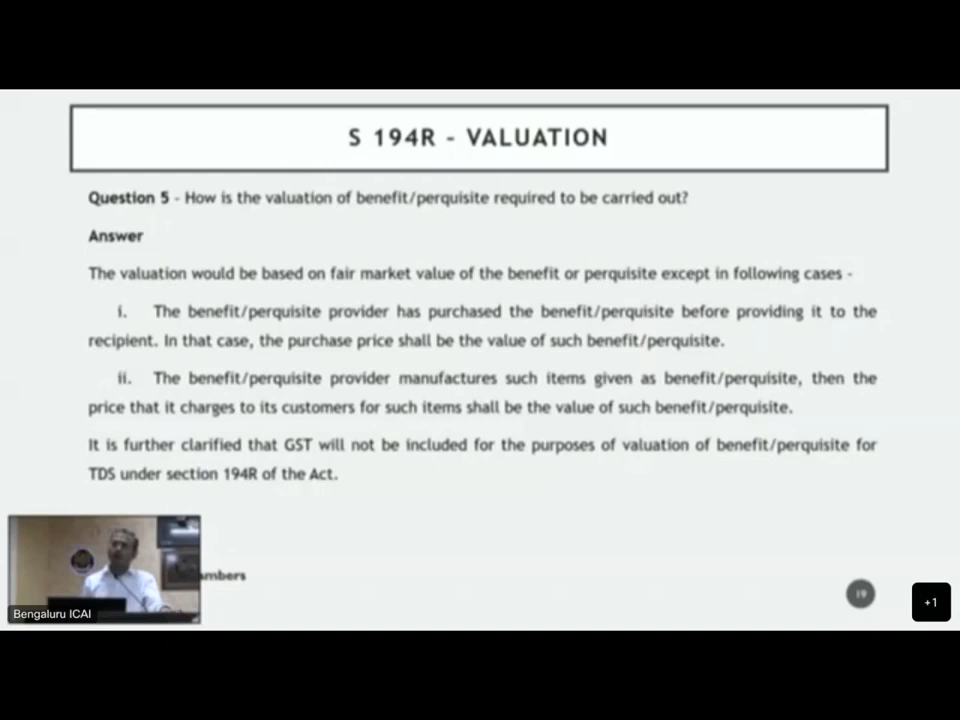 S 194R - VALUATION
Question 5 - How is the valuation of benefit/perquisite required to be carried out?
Answer
The valuation would be based on fair market value of the benefit or perquisite except in following cases -
i. The benefit/perquisite provider has purchased the benefit/perquisite before providing it to the
recipient. In that case, the purchase price shall be the value of such benefit/perquisite.
ii. The benefit/perquisite provider manufactures such items given as benefit/perquisite, then the
price that it charges to its customers for such items shall be the value of such benefit/perquisite.
It is further clarified that GST will not be included for the purposes of valuation of benefit/perquisite for
TDS under section 194R of the Act.
ambers
19
Bengaluru ICAI
+1